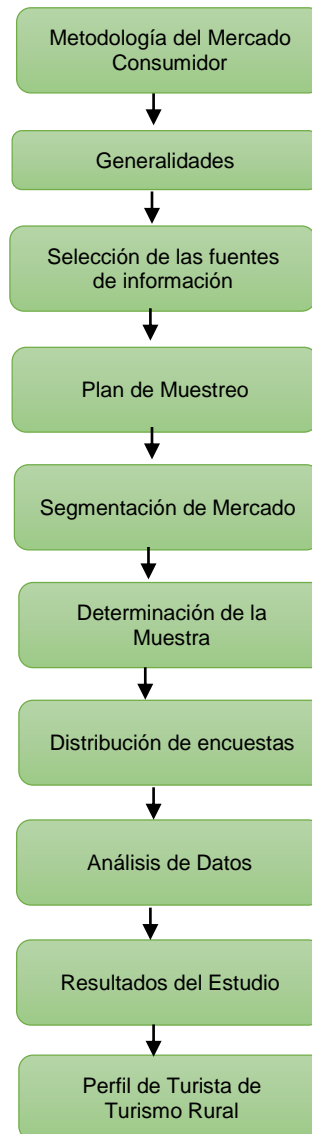 Metodología del Mercado
Consumidor
Generalidades
Selección de las fuentes
de información
Plan de Muestreo
Segmentación de Mercado
Determinación de la
Muestra
Distribución de encuestas
Análisis de Datos
Resultados del Estudio
Perfil de Turista de
Turismo Rural